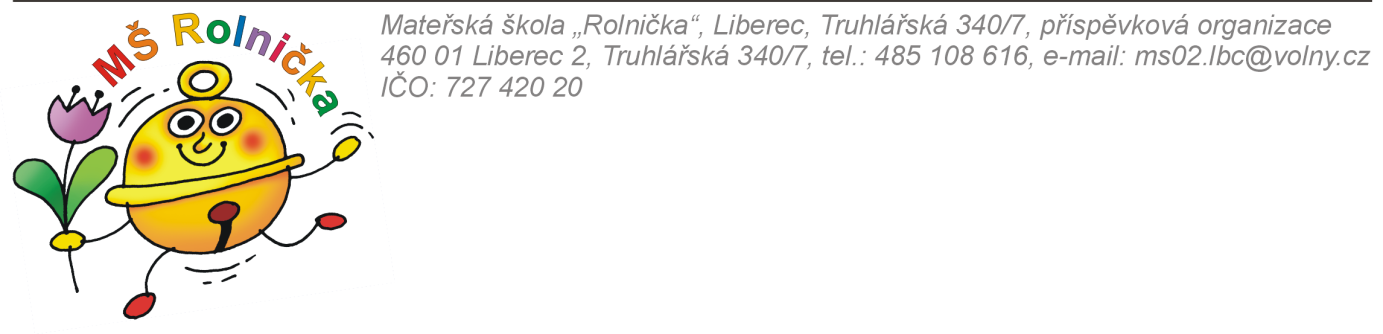 MŠ Rolnička
Mateřská škola „Rolnička“, Liberec, Truhlářská 340/7, příspěvková organizace
460 01 Liberec 2, Truhlářská 340/7, tel.: 485 108 616, e-mail: ms02.lbc@volny.cz
IČO: 727 420 20